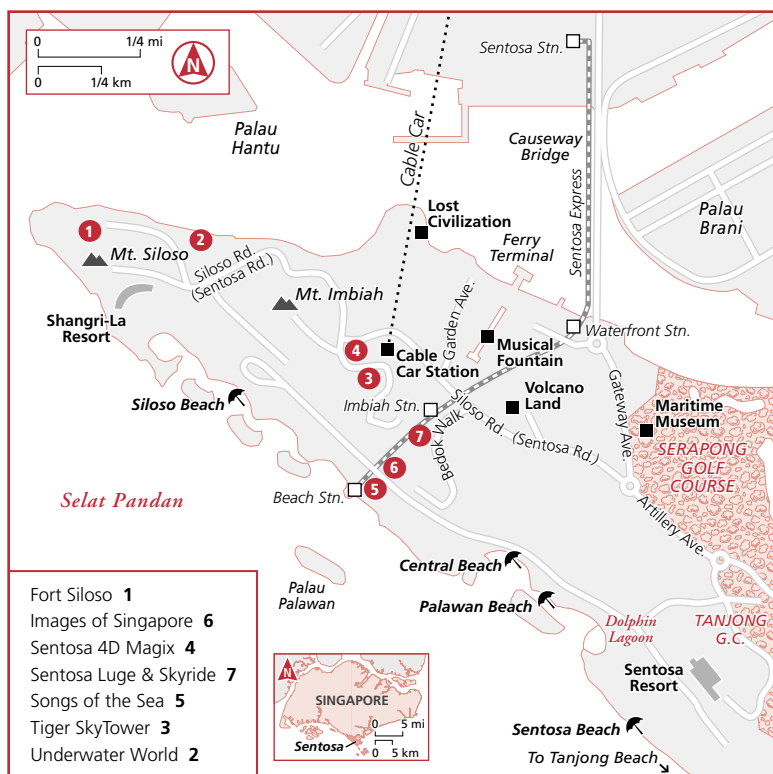 0 1/4 mi
0 1/4 km
N
Sentosa Stn.
Palau
Hantu
Cable Car
Causeway
Bridge
Sentosa Express
Palau
Brani
Lost
Civilization
Ferry
Terminal
1
2
Mt. Siloso
Siloso Rd.
(Sentosa Rd.)
Shangri-La
Resort
Mt. Imbiah
Garden Ave.
Waterfront Stn.
4
Cable
Car Station
3
Musical
Fountain
Imbiah Stn.
Volcano
Land
Gateway Ave.
Maritime
Museum
SERAPONG
GOLF
COURSE
Siloso Beach
7
Bedok Walk
Siloso Rd. (Sentosa Rd.)
6
5
Beach Stn.
Selat Pandan
Artillery Ave.
Central Beach
Palau
Palawan
Palawan Beach
Dolphin
Lagoon
TANJONG
G.C.
Sentosa
Resort
Sentosa Beach
To Tanjong Beach
Fort Siloso 1
Images of Singapore 6
Sentosa 4D Magix 4
Sentosa Luge & Skyride 7
Songs of the Sea 5
Tiger SkyTower 3
Underwater World 2
N
SINGAPORE
0 5 mi
0 5 km
Sentosa